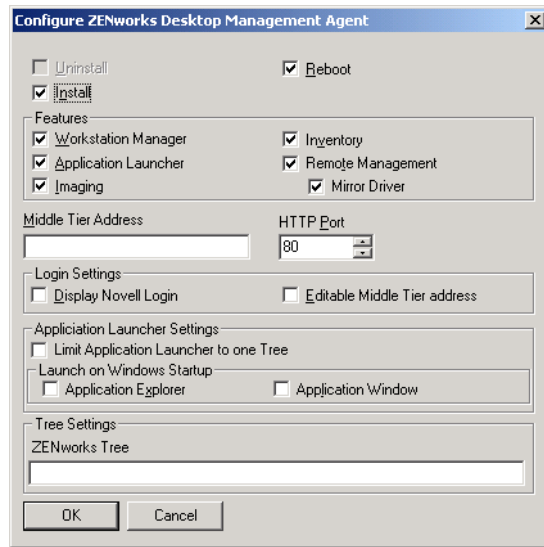 Configure ZENworks Desktop Management Agent
Uninstall
Reboot
Install
Features
Workstation Manager
Inventory
Application Launcher
Remote Management
Imaging
Mirror Driver
Middle Tier Address
HTTP Port
80
Login Settings
Display Novell Login
Editable Middle Tier address
Appliciation Launcher Settings
Limit Application Launcher to one Tree
Launch on Windows Startup
Application Explorer
Application Window
Tree Settings
ZENworks Tree
OK
Cancel